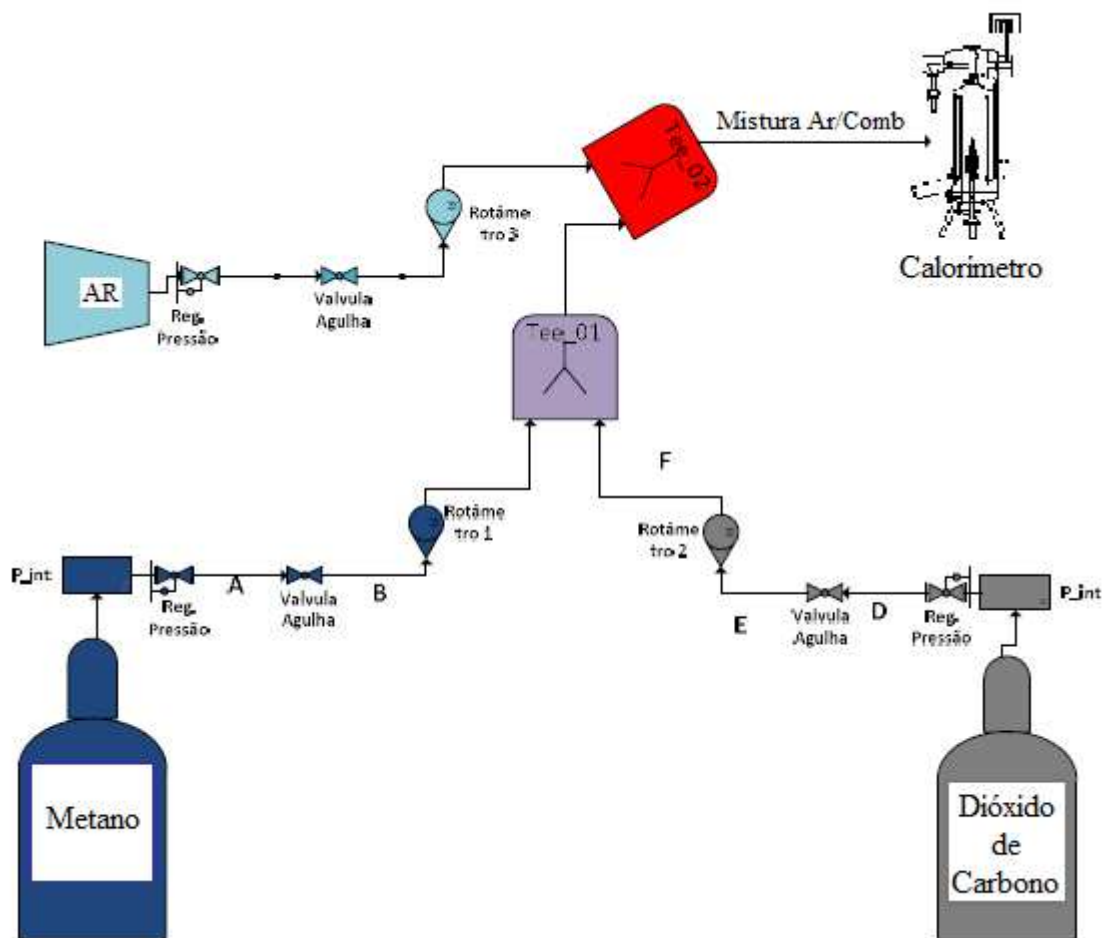 Mistura Ar/Comb
Tee_02
Rotâme
tro 3
Calorímetro
AR
Reg.
Pressão
Valvula
Agulha
Tee_01
F
Rotâme
tro 1
Rotâme
tro 2
P_int
A
B
Reg.
Pressão
Valvula
Agulha
E
Valvula
Agulha
D
Reg.
Pressão
P_int
Metano
Dióxido
de
Carbono